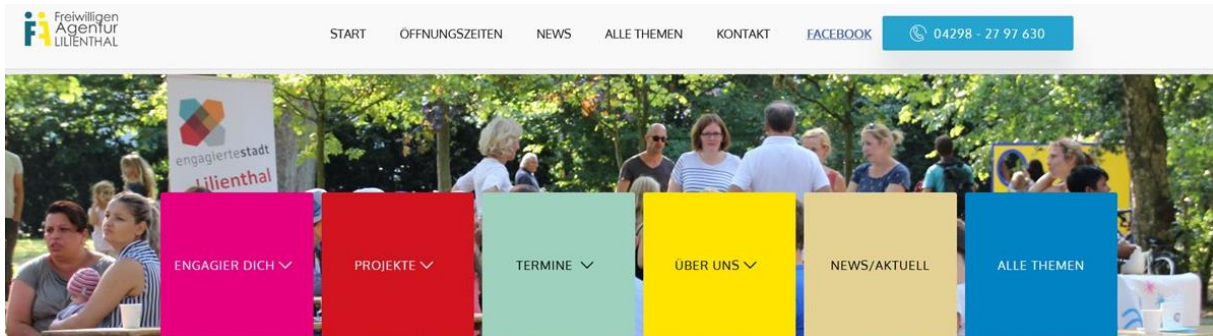 Freiwilligen
Agentur
LILIENTHAL
START ÖFFNUNGSZEITEN NEWS ALLE THEMEN KONTAKT FACEBOOK 04298 - 27 97 630
engagiertestadt
Lilienthal
ENGAGIER DICH PROJEKTE TERMINE ÜBER UNS NEWS/AKTUELL ALLE THEMEN